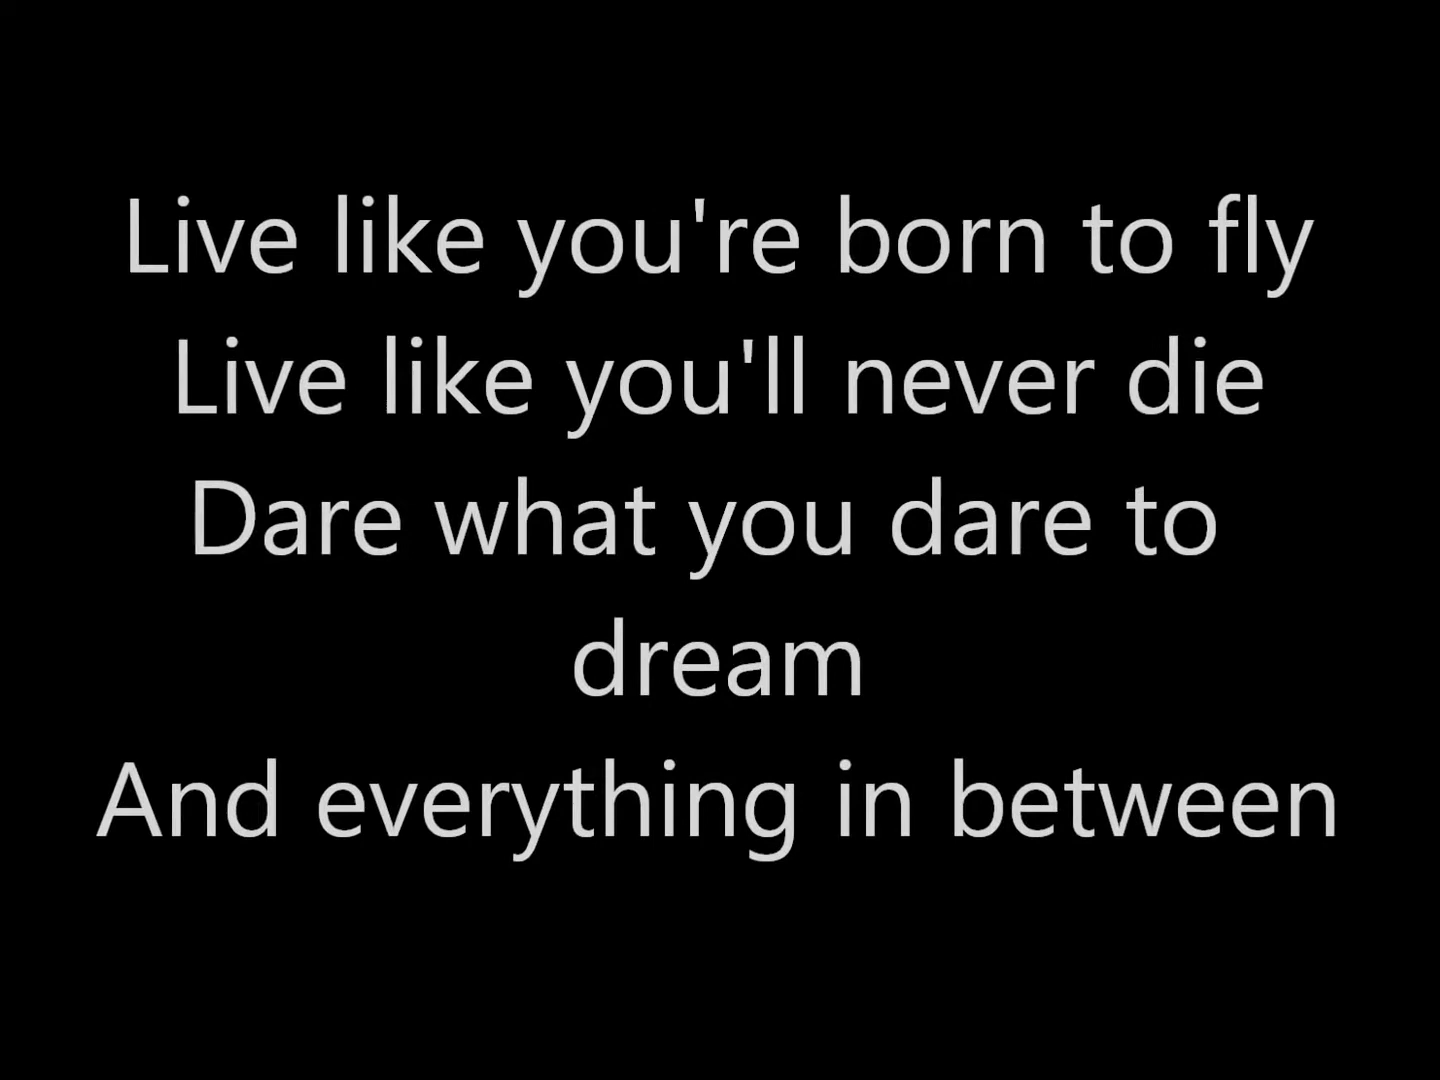 Live like you're born to fly
Live like you'll never die
Dare what you dare to
dream
And everything in between